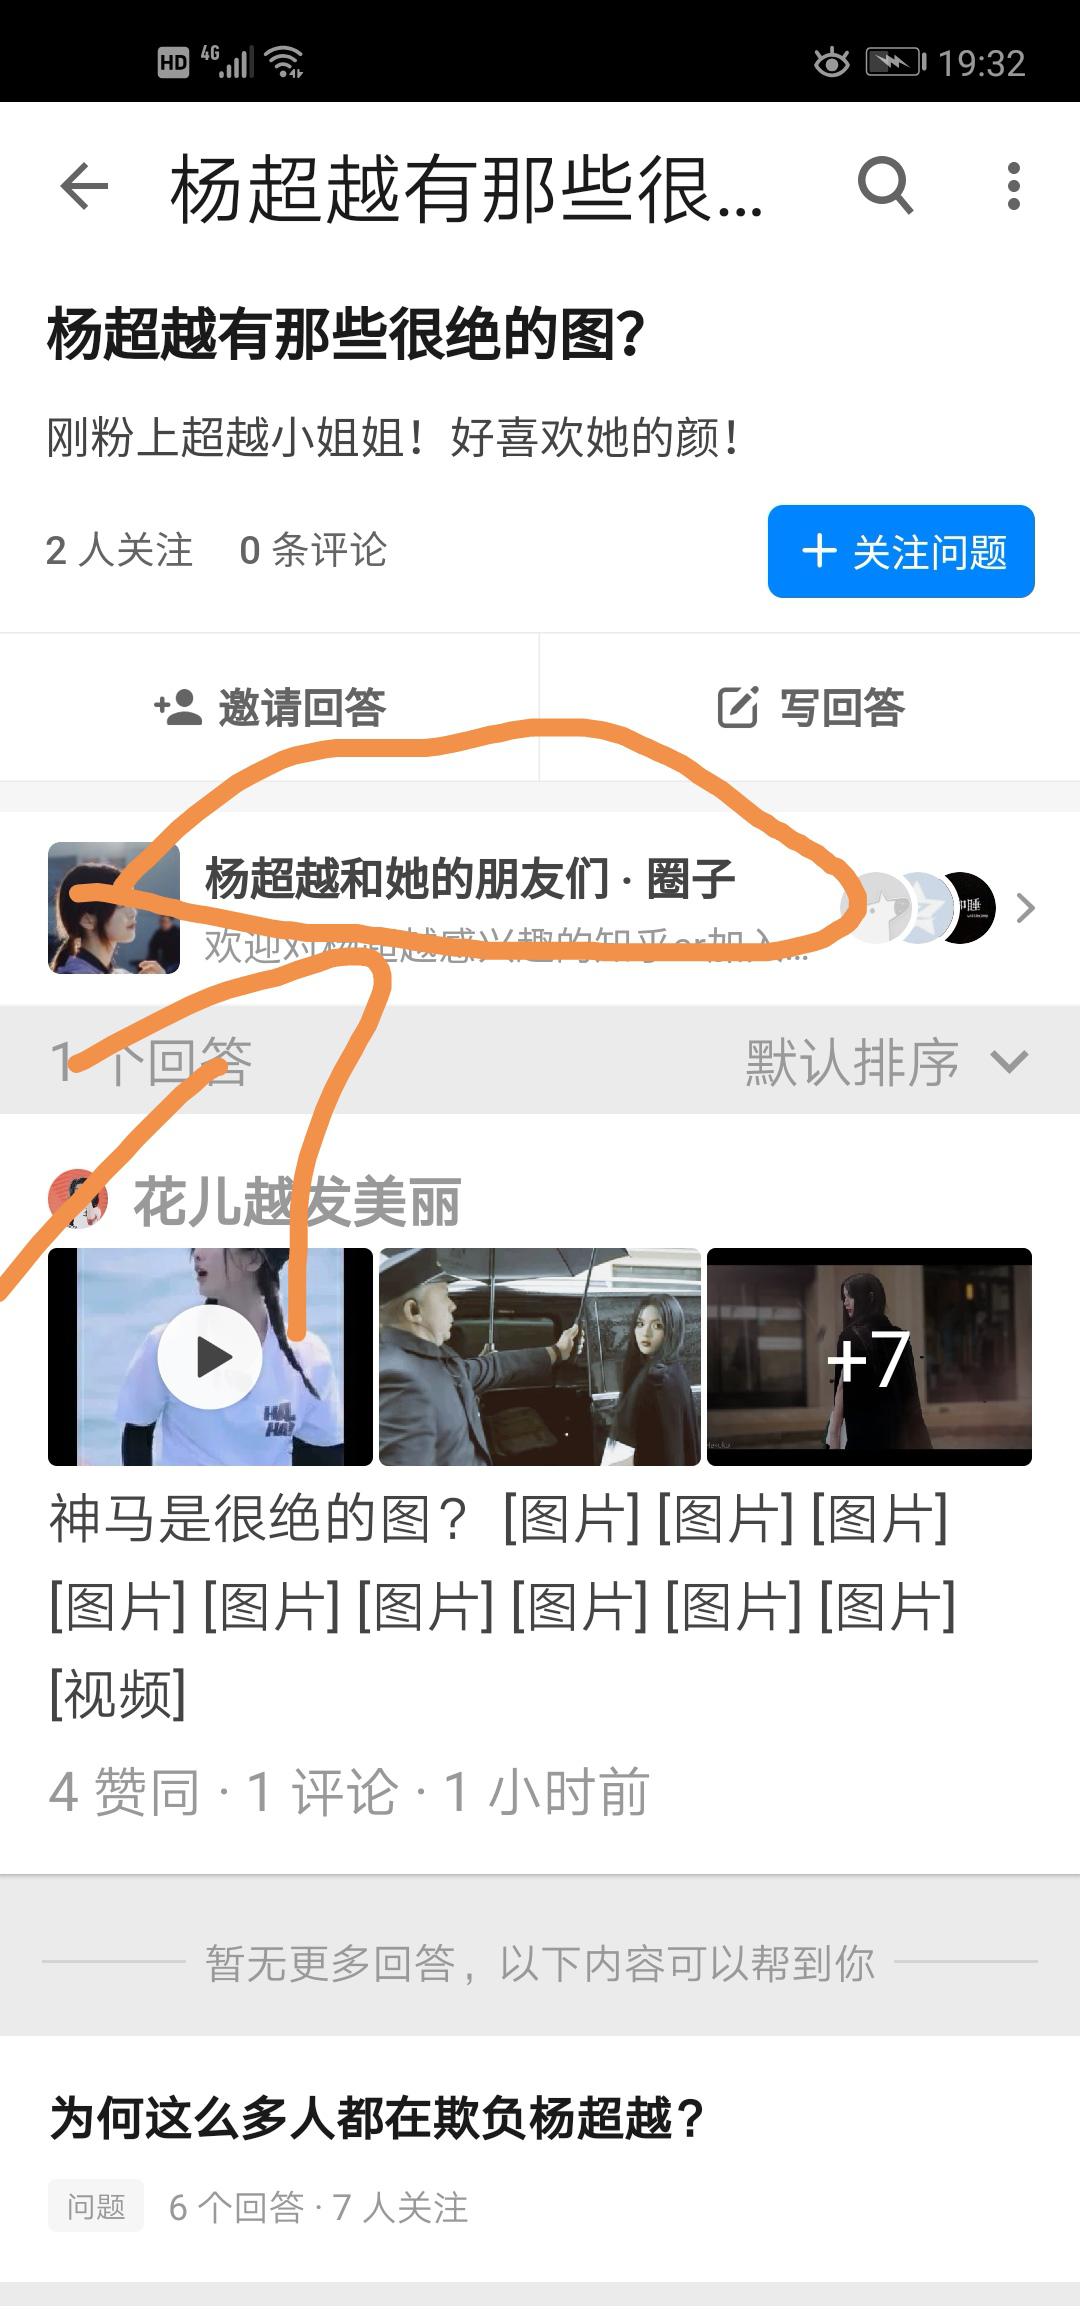 HD 4G 19:32
杨超越有那些很...
杨超越有那些很绝的图?
刚粉上超越小姐姐！好喜欢她的颜！
2 人关注 0 条评论
+ 关注问题
邀请回答 写回答
杨超越和她的朋友们 · 圈子
欢迎对杨超越感兴趣的知乎er加入...
1 个回答 默认排序
花儿越发美丽
HA.
HA!
+7
神马是很绝的图？ [图片] [图片] [图片]
[图片] [图片] [图片] [图片] [图片] [图片]
[视频]
4 赞同 · 1 评论 · 1 小时前
暂无更多回答，以下内容可以帮到你
为何这么多人都在欺负杨超越？
问题 6 个回答 · 7 人关注